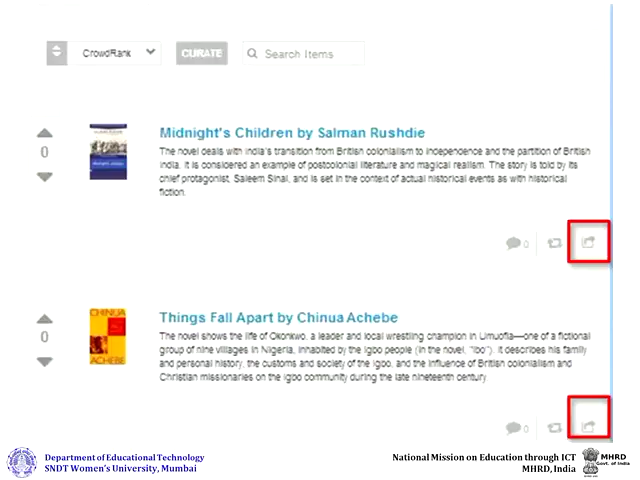 CrowdRank
CURATE
Search Items
Midnight's Children by Salman Rushdie
0
The novel deals with India's transition from British colonialism to independence and the partition of British
India. It is considered an example of postcolonial literature and magical realism. The story is told by its
chief protagonist, Saleem Sinai, and is set in the context of actual historical events as with historical
fiction.
0
Things Fall Apart by Chinua Achebe
0
The novel shows the life of Okonkwo, a leader and local wrestling champion in Umuofia—one of a fictional
group of nine villages in Nigeria, inhabited by the Igbo people (in the novel, "Ibo"). It describes his family
and personal history, the customs and society of the Igbo, and the influence of British colonialism and
Christian missionaries on the Igbo community during the late nineteenth century
CHINUA
ACHEBE
0
Department of Educational Technology
SNDT Women's University, Mumbai
National Mission on Education through ICT
MHRD, India
MHRD
Govt. of India